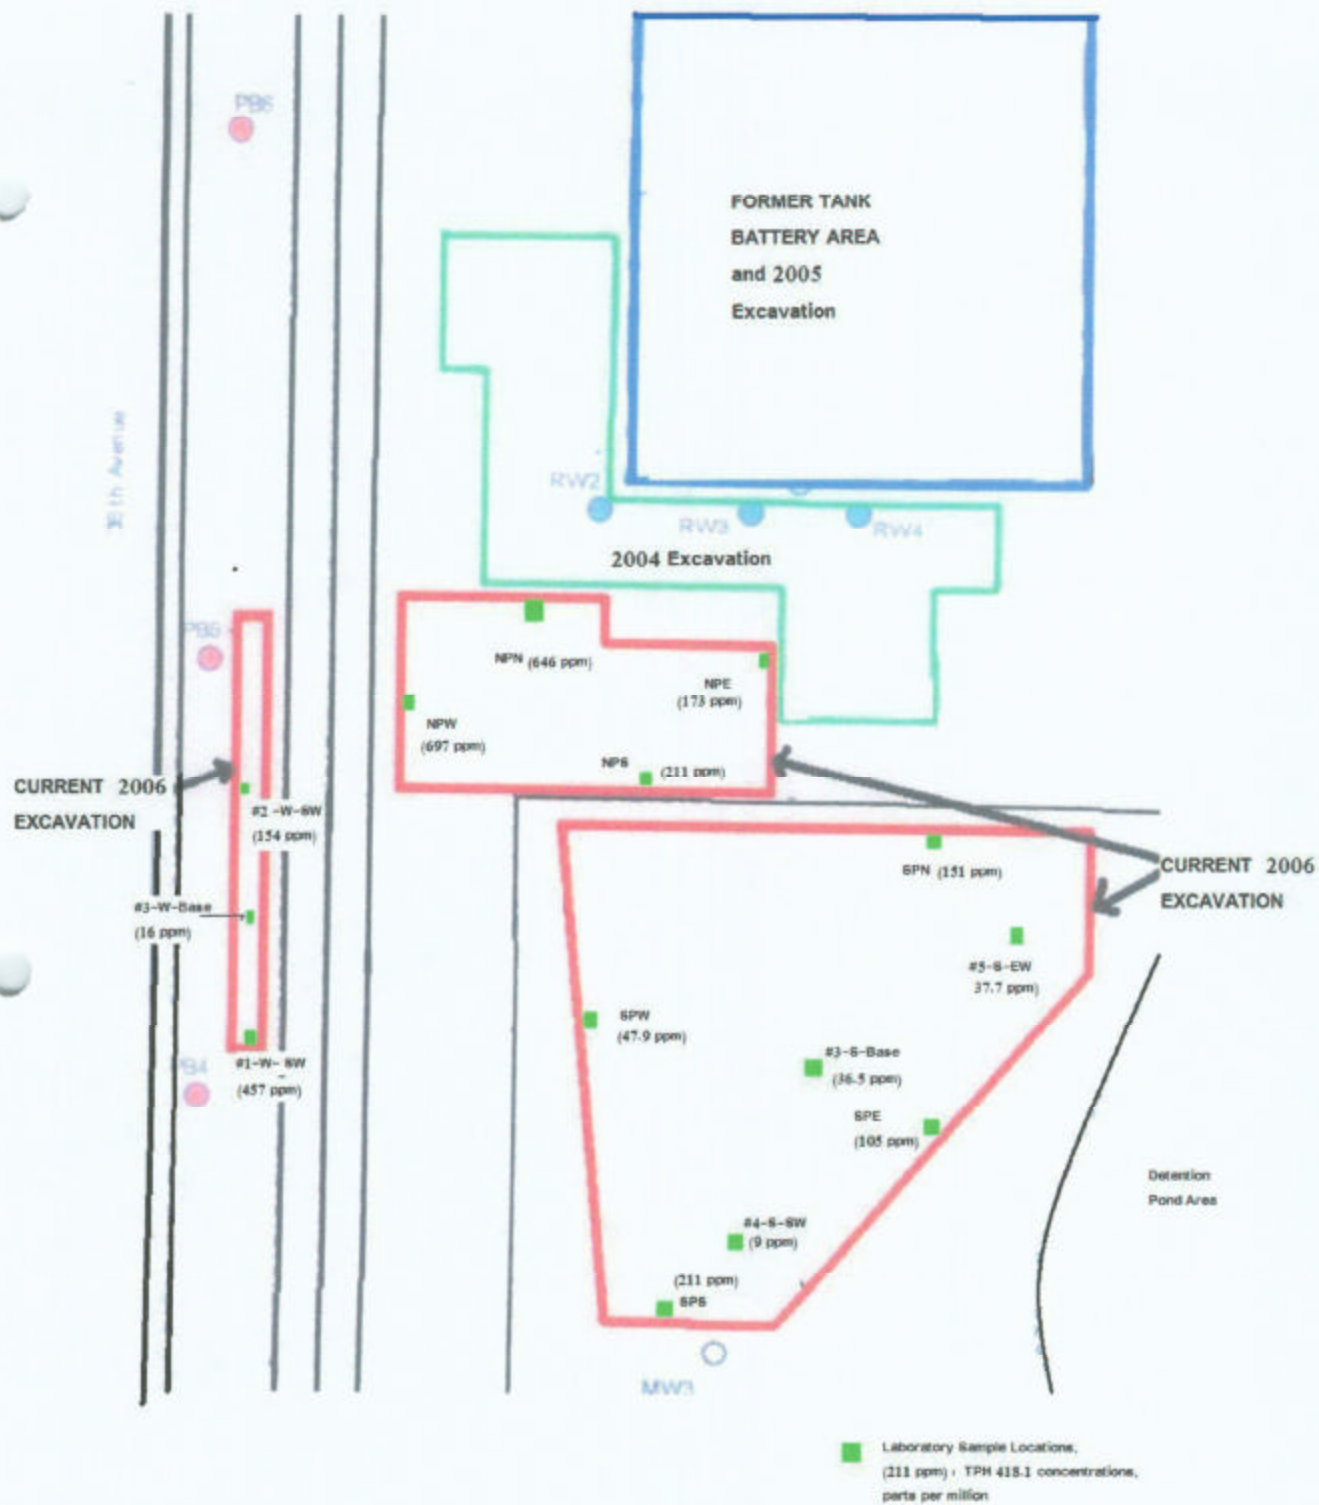 PB6
FORMER TANK
BATTERY AREA
and 2005
Excavation
RW2
RW3
RW4
2004 Excavation
Avenue
PB5
NPN (646 ppm)
NPE
(173 ppm)
NPW
(697 ppm)
NPS
(211 ppm)
CURRENT 2006
EXCAVATION
#2 -W-SW
(154 ppm)
#3-W-Base
(16 ppm)
#1-W- SW
(457 ppm)
PB4
SPN (151 ppm)
CURRENT 2006
EXCAVATION
#5-S-EW
37.7 ppm)
SPW
(47.9 ppm)
#3-S-Base
(36.5 ppm)
SPE
(105 ppm)
Detention
Pond Area
#4-S-SW
(9 ppm)
(211 ppm)
SPS
MW3
Laboratory Sample Locations,
(211 ppm) : TPH 418.1 concentrations,
parts per million